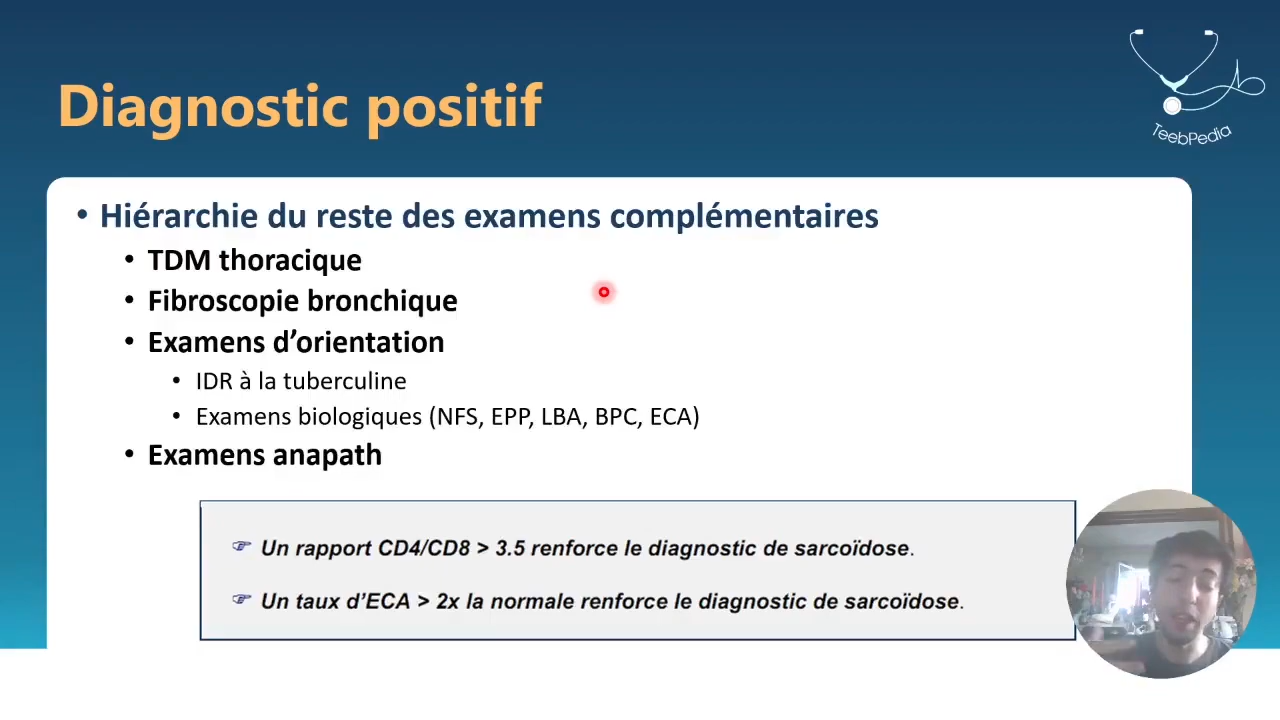 TeebPedia
Diagnostic positif
• Hiérarchie du reste des examens complémentaires
• TDM thoracique
• Fibroscopie bronchique
• Examens d’orientation
• IDR à la tuberculine
• Examens biologiques (NFS, EPP, LBA, BPC, ECA)
• Examens anapath
☞ Un rapport CD4/CD8 > 3.5 renforce le diagnostic de sarcoïdose.
☞ Un taux d’ECA > 2x la normale renforce le diagnostic de sarcoïdose.